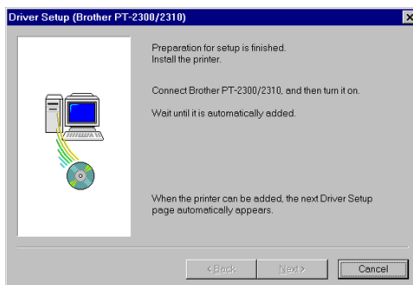 Driver Setup (Brother PT-2300/2310)
Preparation for setup is finished.
Install the printer.
Connect Brother PT-2300/2310, and then turn it on.
Wait until it is automatically added.
When the printer can be added, the next Driver Setup
page automatically appears.
< Back Next > Cancel